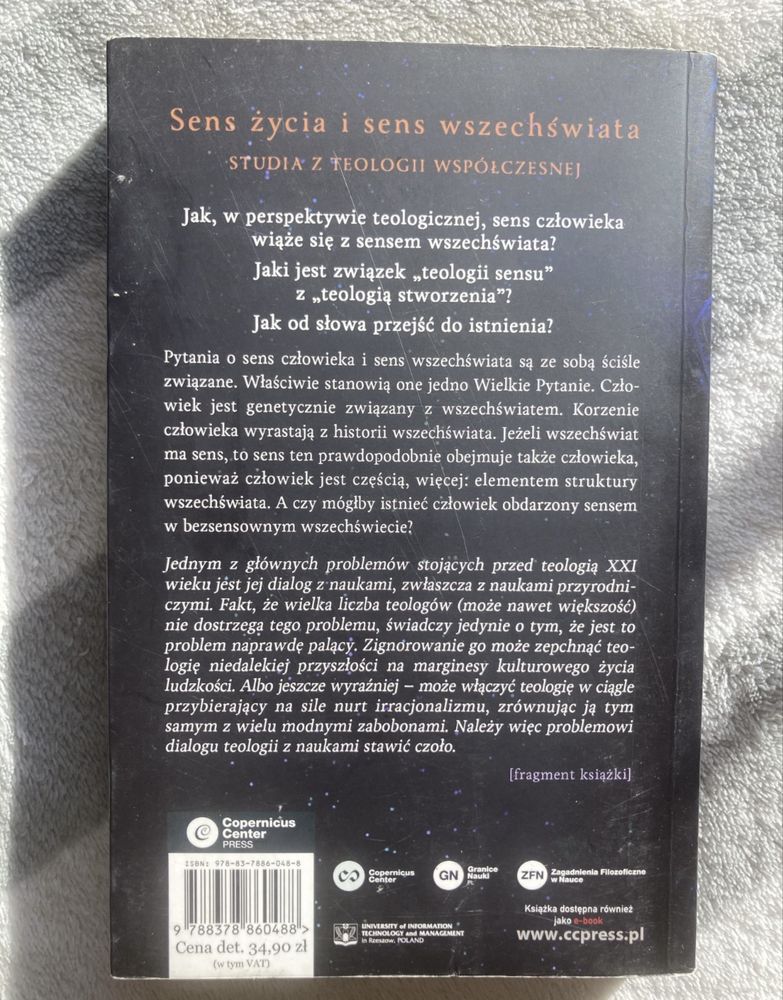 Sens życia i sens wszechświata
STUDIA Z TEOLOGII WSPÓŁCZESNEJ
Jak, w perspektywie teologicznej, sens człowieka
wiąże się z sensem wszechświata?
Jaki jest związek „teologii sensu”
z „teologią stworzenia”?
Jak od słowa przejść do istnienia?
Pytania o sens człowieka i sens wszechświata są ze sobą ściśle
związane. Właściwie stanowią one jedno Wielkie Pytanie. Czło-
wiek jest genetycznie związany z wszechświatem. Korzenie
człowieka wyrastają z historii wszechświata. Jeżeli wszechświat
ma sens, to sens ten prawdopodobnie obejmuje także człowieka,
ponieważ człowiek jest częścią, więcej: elementem struktury
wszechświata. A czy mógłby istnieć człowiek obdarzony sensem
w bezsensownym wszechświecie?
Jednym z głównych problemów stojących przed teologią XXI
wieku jest jej dialog z naukami, zwłaszcza z naukami przyrodni-
czymi. Fakt, że wielka liczba teologów (może nawet większość)
nie dostrzega tego problemu, świadczy jedynie o tym, że jest to
problem naprawdę palący. Zignorowanie go może zepchnąć teo-
logię niedalekiej przyszłości na marginesy kulturowego życia
ludzkości. Albo jeszcze wyraźniej – może włączyć teologię w ciągle
przybierający na sile nurt irracjonalizmu, zrównując ją tym
samym z wielu modnymi zabobonami. Należy więc problemowi
dialogu teologii z naukami stawić czoło.
[fragment książki]
Copernicus
Center
PRESS
ISBN: 978-83-7886-048-8
9 788378 860488 >
Cena det. 34,90 zł
(w tym VAT)
Copernicus
Center
GN
Granice
Nauki
PL
ZFN
Zagadnienia Filozoficzne
w Nauce
UNIVERSITY OF INFORMATION
TECHNOLOGY AND MANAGEMENT
in Rzeszow, POLAND
Książka dostępna również
jako e-book
www.ccpress.pl